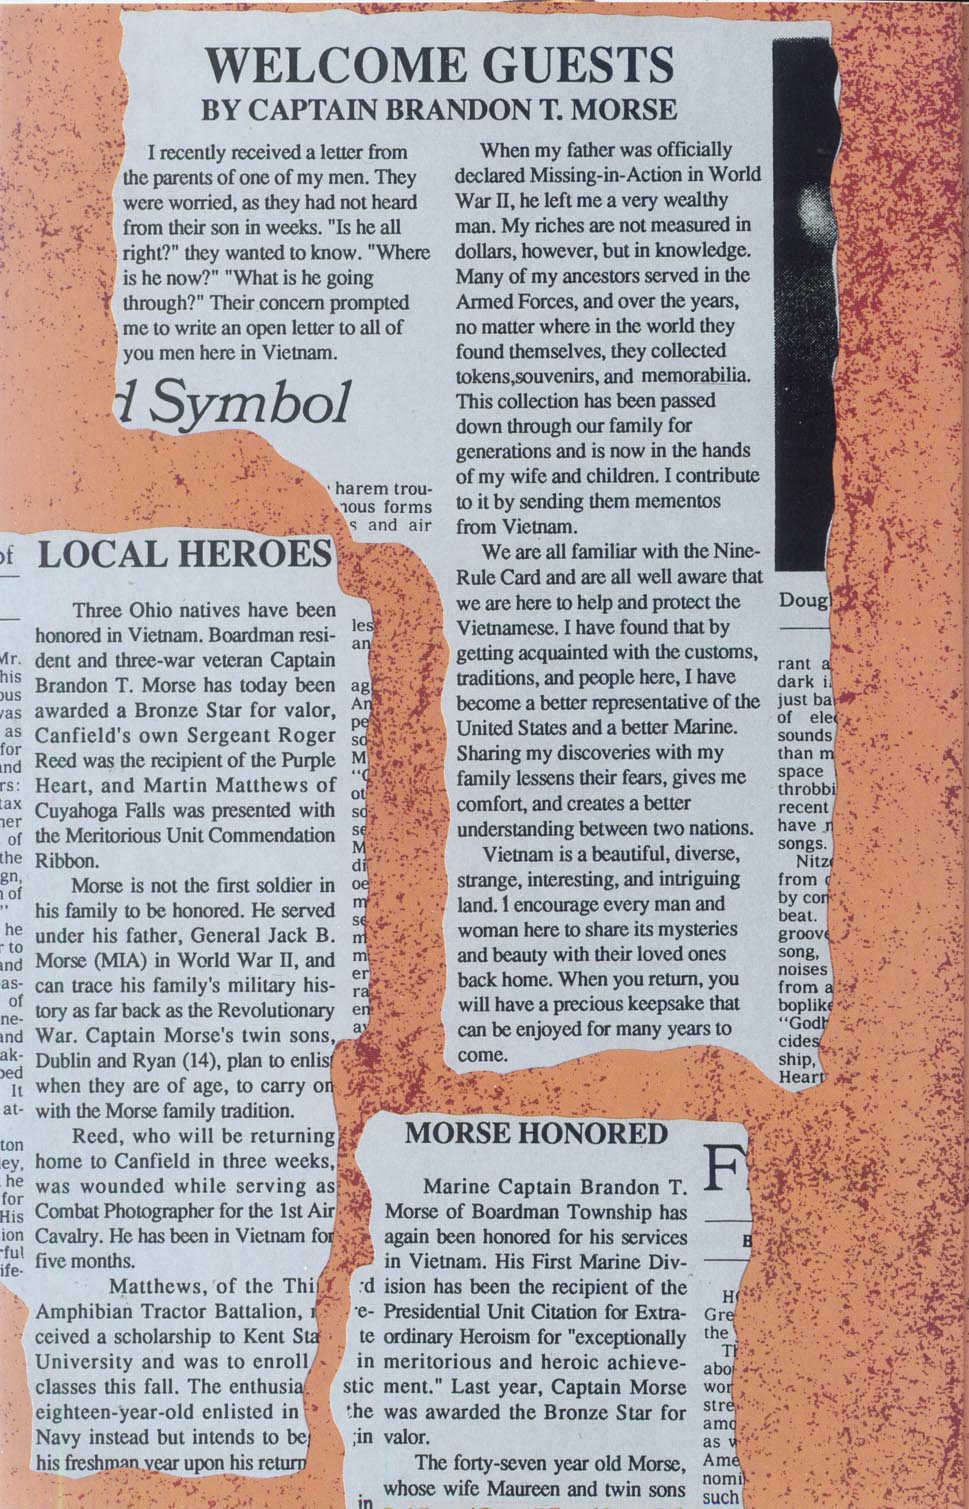 WELCOME GUESTS
BY CAPTAIN BRANDON T. MORSE
I recently received a letter from
the parents of one of my men. They
were worried, as they had not heard
from their son in weeks. "Is he all
right?" they wanted to know. "Where
is he now?" "What is he going
through?" Their concern prompted
me to write an open letter to all of
you men here in Vietnam.
Symbol
harem trou-
forms
and air
When my father was officially
declared Missing-in-Action in World
War II, he left me a very wealthy
man. My riches are not measured in
dollars, however, but in knowledge.
Many of my ancestors served in the
Armed Forces, and over the years,
no matter where in the world they
found themselves, they collected
tokens,souvenirs, and memorabilia.
This collection has been passed
down through our family for
generations and is now in the hands
of my wife and children. I contribute
to it by sending them mementos
from Vietnam.
We are all familiar with the Nine-
Rule Card and are all well aware that
we are here to help and protect the
Vietnamese. I have found that by
getting acquainted with the customs,
traditions, and people here, I have
become a better representative of the
United States and a better Marine.
Sharing my discoveries with my
family lessens their fears, gives me
comfort, and creates a better
understanding between two nations.
Vietnam is a beautiful, diverse,
strange, interesting, and intriguing
land. I encourage every man and
woman here to share its mysteries
and beauty with their loved ones
back home. When you return, you
will have a precious keepsake that
can be enjoyed for many years to
come.
Doug
rant a
dark
just ba
of ele
sounds
than m
space
throbbi
recent
have
songs.
Nitz
from
by con
beat.
groov
song,
noises
from a
boplik
"God
cides
ship,
Heart
of
LOCAL HEROES
Three Ohio natives have been
honored in Vietnam. Boardman resi-
dent and three-war veteran Captain
Brandon T. Morse has today been
awarded a Bronze Star for valor,
Canfield's own Sergeant Roger
Reed was the recipient of the Purple
Heart, and Martin Matthews of
Cuyahoga Falls was presented with
the Meritorious Unit Commendation
Ribbon.
Morse is not the first soldier in
his family to be honored. He served
under his father, General Jack B.
Morse (MIA) in World War II, and
can trace his family's military his-
tory as far back as the Revolutionary
War. Captain Morse's twin sons,
Dublin and Ryan (14), plan to enlist
when they are of age, to carry on
with the Morse family tradition.
Reed, who will be returning
home to Canfield in three weeks,
was wounded while serving as
Combat Photographer for the 1st Air
Cavalry. He has been in Vietnam for
five months.
Matthews, of the Thi
Amphibian Tractor Battalion,
ceived a scholarship to Kent Sta
University and was to enroll
classes this fall. The enthusia
eighteen-year-old enlisted in
Navy instead but intends to be
his freshman year upon his return
MORSE HONORED
Marine Captain Brandon T.
Morse of Boardman Township has
again been honored for his services
in Vietnam. His First Marine Div-
ision has been the recipient of the
Presidential Unit Citation for Extra-
ordinary Heroism for "exceptionally
meritorious and heroic achieve-
ment." Last year, Captain Morse
was awarded the Bronze Star for
valor.
The forty-seven year old Morse,
whose wife Maureen and twin sons
F
B
H
Gre
the
T
abo
wor
stre
amo
as w
Ame
nomi
such